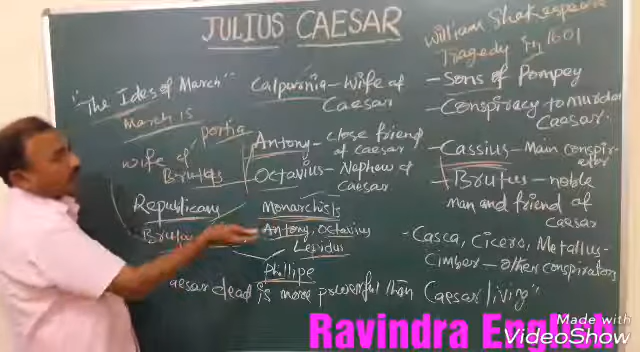 JULIUS CAESAR
William Shakespeare
Tragedy in 1601
"The Ides of March"
March 15
Portia
wife of
Brutus
Republicans
Brutus
Calpurnia - Wife of
Caesar
Antony - close friend
of Caesar
Octavius - Nephew of
Caesar
Monarchists
Antony, Octavius
Lepidus
Phillipe
- Sons of Pompey
- Conspiracy to Murder
Caesar
- Cassius - Main conspirator
- Brutus - noble
man and friend of
Caesar
- Casca, Cicero, Metallus
Cimber - other conspirators
aesar dead is more powerful than Caesar living"
Made with
VideoShow
Ravindra English